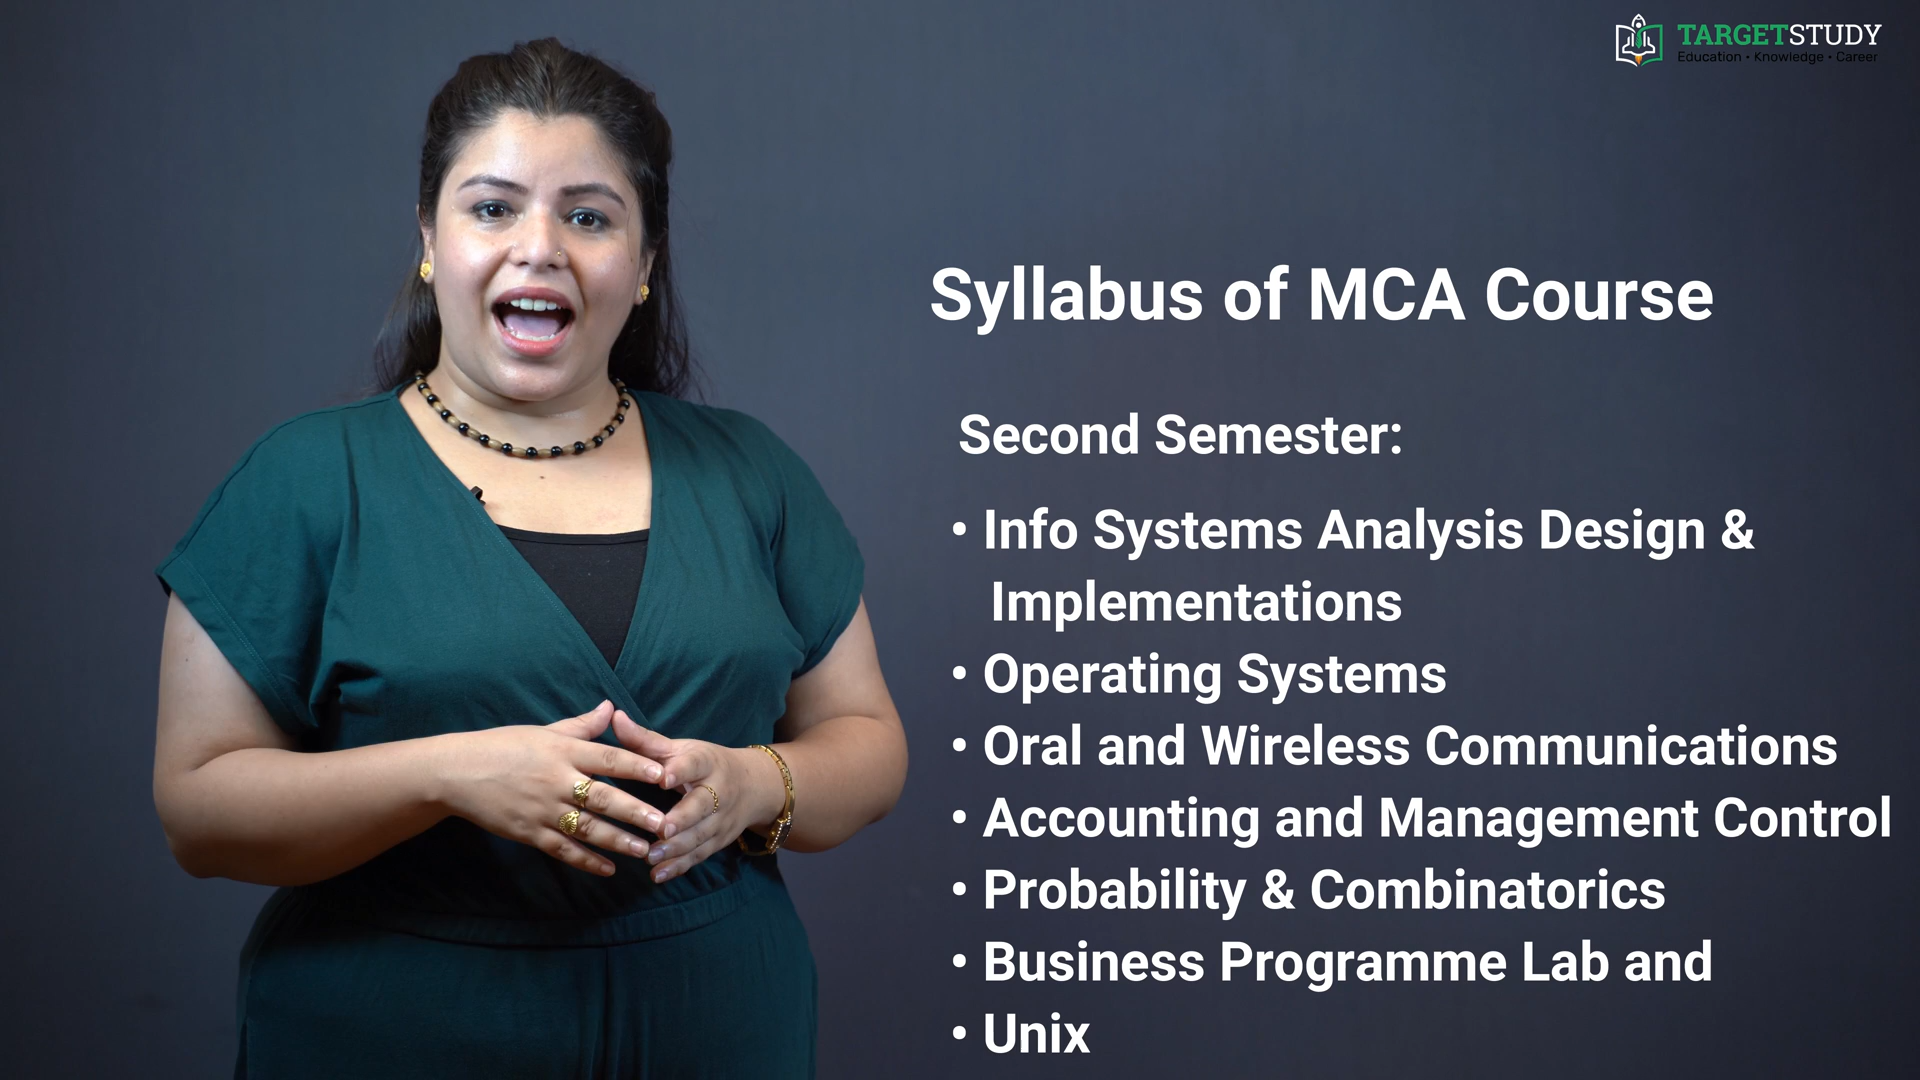 TARGETSTUDY
Education • Knowledge • Career
Syllabus of MCA Course
Second Semester:
• Info Systems Analysis Design &
Implementations
• Operating Systems
• Oral and Wireless Communications
• Accounting and Management Control
• Probability & Combinatorics
• Business Programme Lab and
• Unix